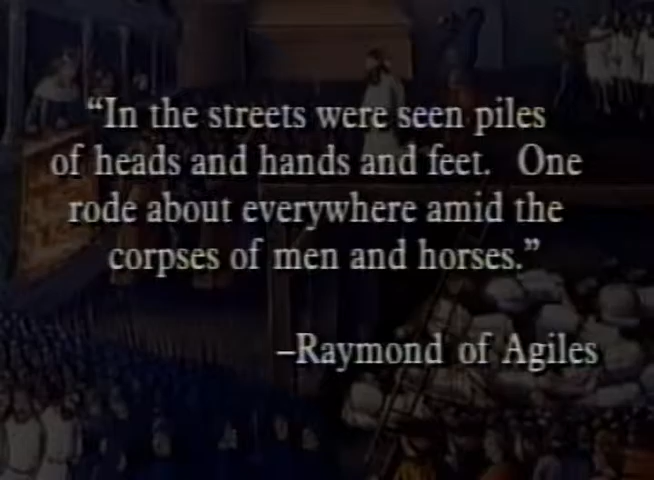 “In the streets were seen piles
of heads and hands and feet. One
rode about everywhere amid the
corpses of men and horses.”
–Raymond of Agiles